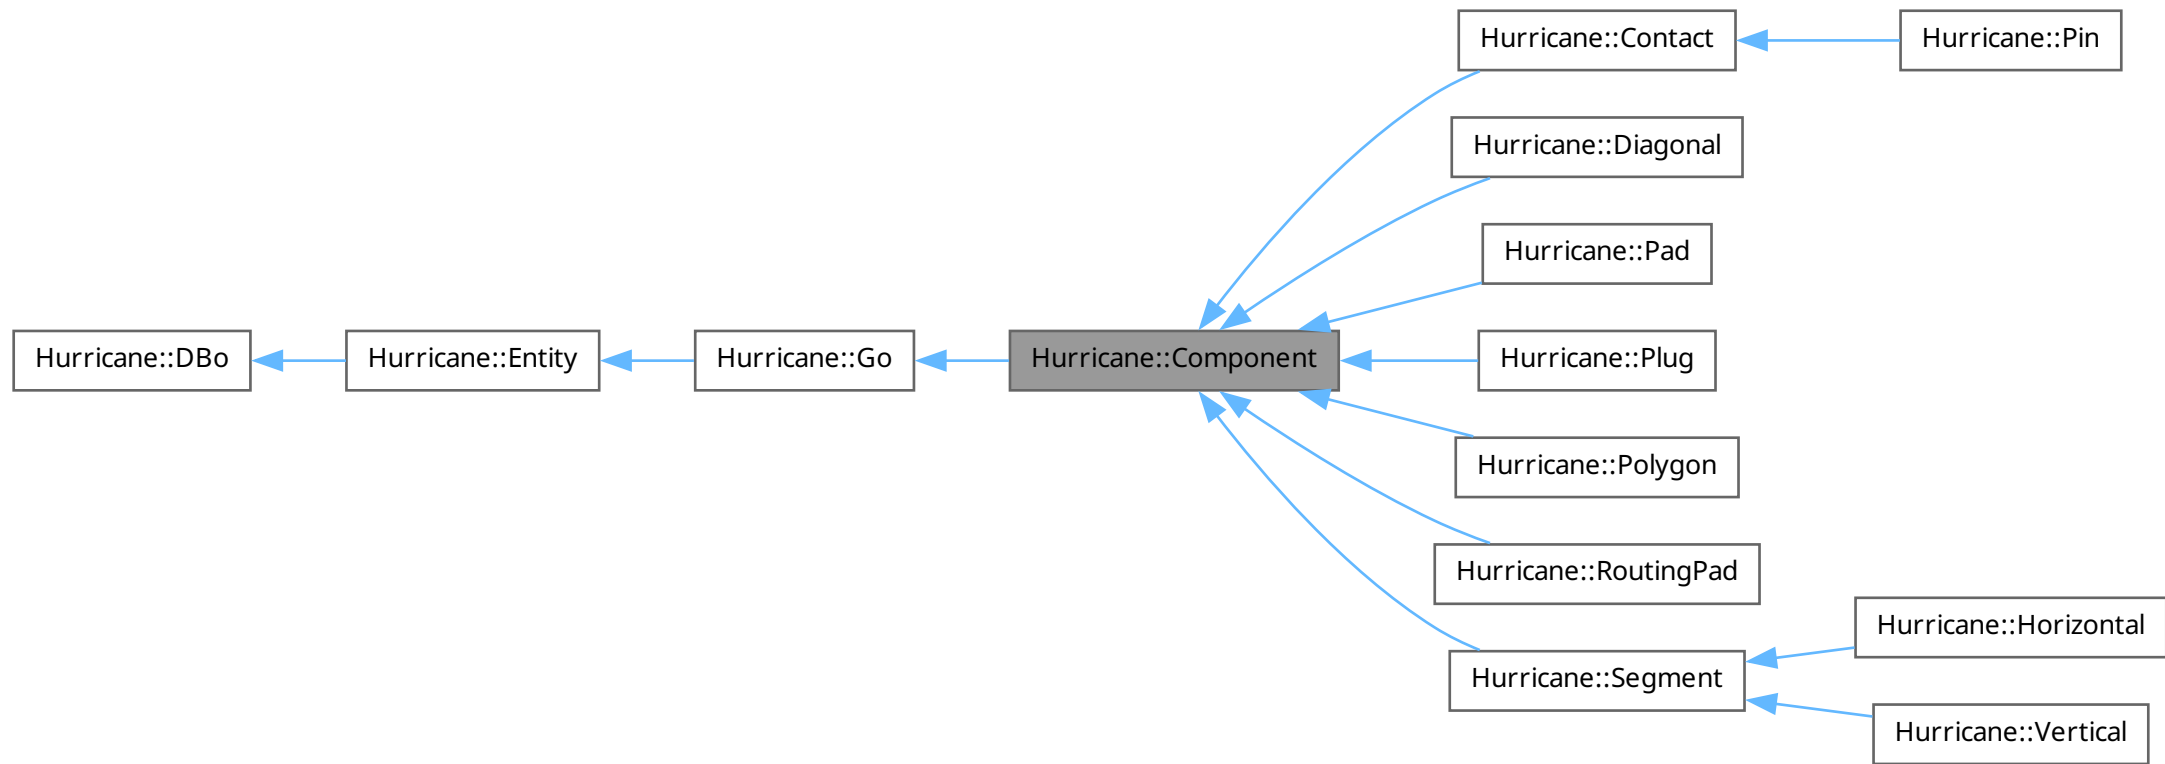 Hurricane::DBo
Hurricane::Entity
Hurricane::Go
Hurricane::Component
Hurricane::Contact
Hurricane::Pin
Hurricane::Diagonal
Hurricane::Pad
Hurricane::Plug
Hurricane::Polygon
Hurricane::RoutingPad
Hurricane::Segment
Hurricane::Horizontal
Hurricane::Vertical